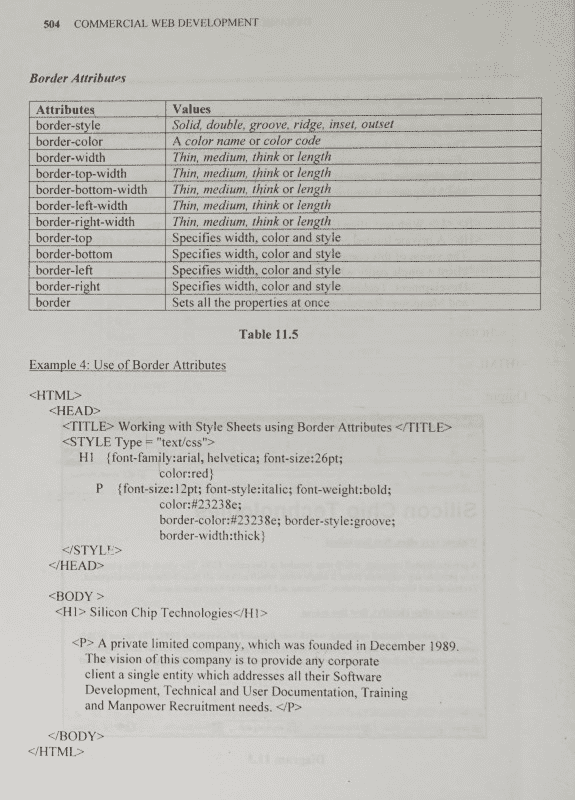 504 COMMERCIAL WEB DEVELOPMENT
Border Attributes
Attributes Values
border-style Solid, double, groove, ridge, inset, outset
border-color A color name or color code
border-width Thin, medium, think or length
border-top-width Thin, medium, think or length
border-bottom-width Thin, medium, think or length
border-left-width Thin, medium, think or length
border-right-width Thin, medium, think or length
border-top Specifies width, color and style
border-bottom Specifies width, color and style
border-left Specifies width, color and style
border-right Specifies width, color and style
border Sets all the properties at once
Table 11.5
Example 4: Use of Border Attributes
<HTML>
<HEAD>
<TITLE> Working with Style Sheets using Border Attributes </TITLE>
<STYLE Type = "text/css">
H1 {font-family:arial, helvetica; font-size:26pt;
color:red}
P {font-size:12pt; font-style:italic; font-weight:bold;
color:#23238e;
border-color:#23238e; border-style:groove;
border-width:thick}
</STYLE>
</HEAD>
<BODY >
<H1> Silicon Chip Technologies</H1>
<P> A private limited company, which was founded in December 1989.
The vision of this company is to provide any corporate
client a single entity which addresses all their Software
Development, Technical and User Documentation, Training
and Manpower Recruitment needs. </P>
</BODY>
</HTML>